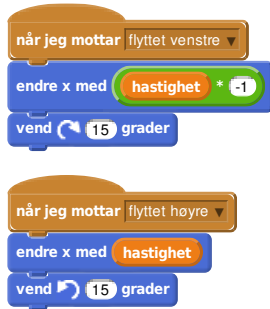 når jeg mottar flyttet venstre
endre x med hastighet * -1
vend 15 grader
når jeg mottar flyttet høyre
endre x med hastighet
vend 15 grader